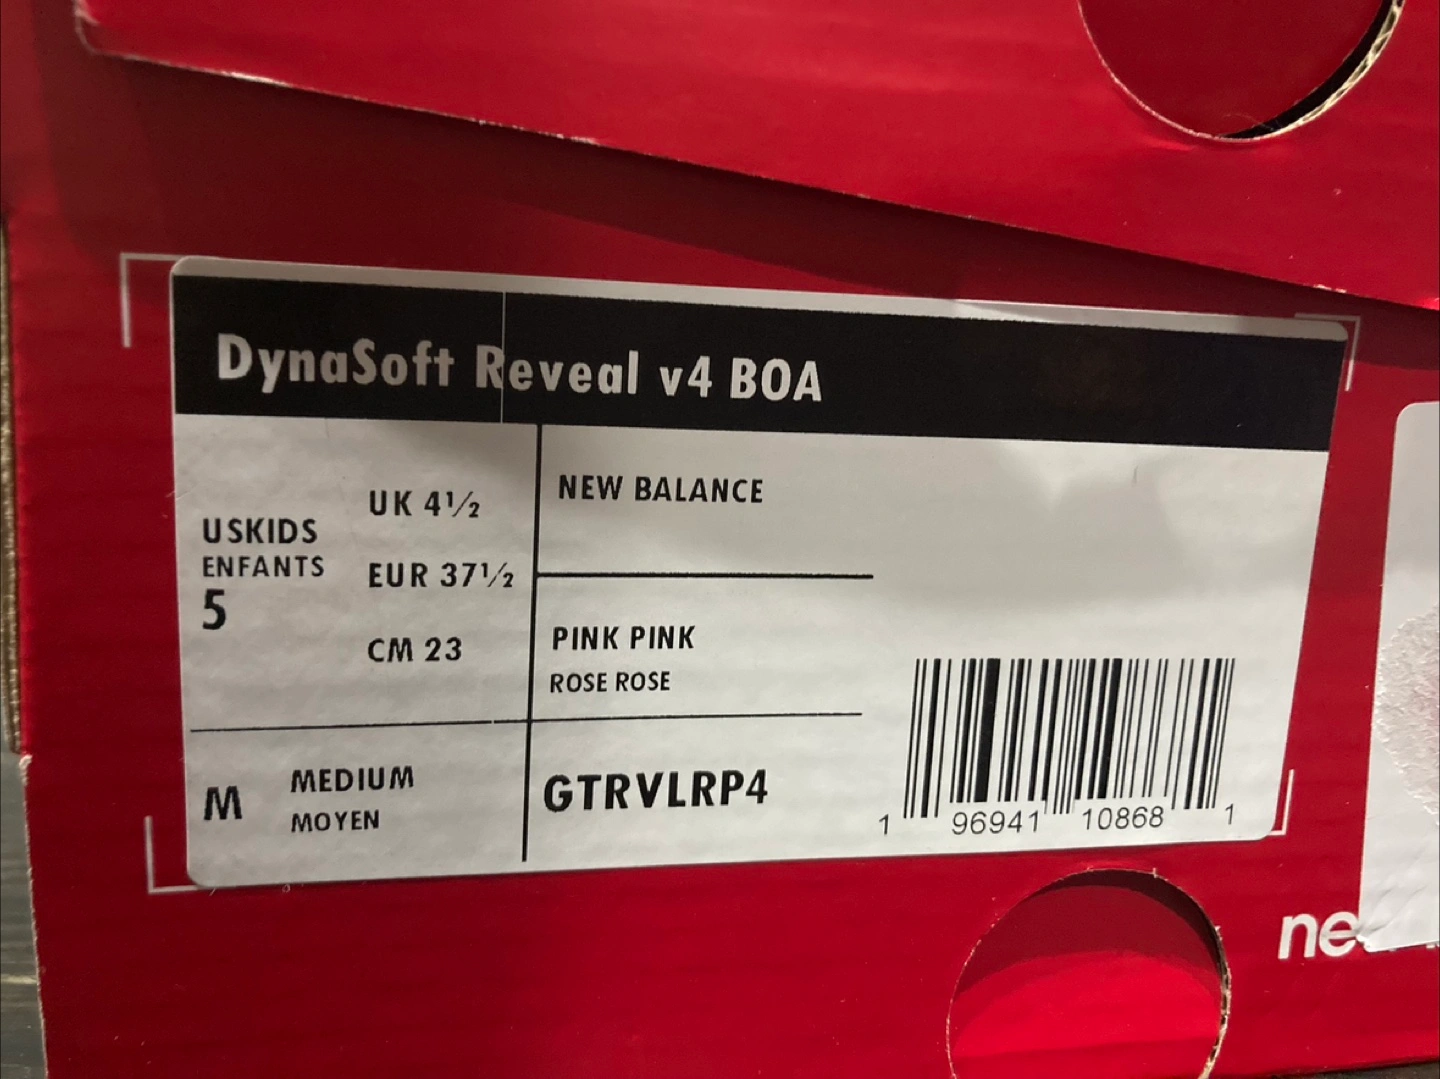 DynaSoft Reveal v4 BOA
USKIDS
ENFANTS
5
UK 4½
EUR 37½
CM 23
NEW BALANCE
PINK PINK
ROSE ROSE
M
MEDIUM
MOYEN
GTRVLRP4
1 96941 10868 1